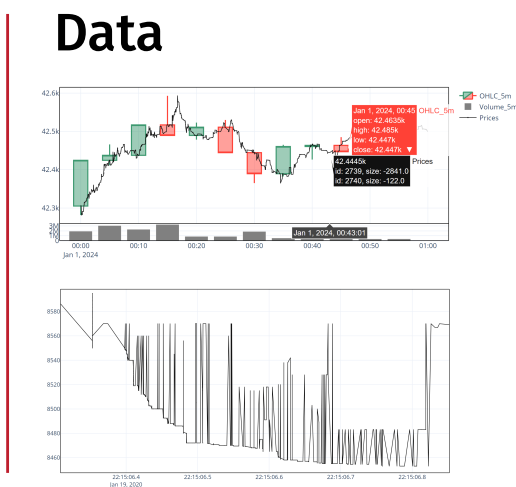 Data
42.6k
42.5k
42.4k
42.3k
3M
2M
1M
0
00:00
00:10
00:20
00:30
00:40
00:50
01:00
Jan 1, 2024
OHLC_5m
Volume_5m
Prices
Jan 1, 2024, 00:45 OHLC_5m
open: 42.4635k
high: 42.485k
low: 42.447k
close: 42.447k ▼
42.4445k Prices
id: 2739, size: -2841.0
id: 2740, size: -122.0
Jan 1, 2024, 00:43:01
8580
8560
8540
8520
8500
8480
8460
22:15:06.4
22:15:06.5
22:15:06.6
22:15:06.7
22:15:06.8
Jan 19, 2020